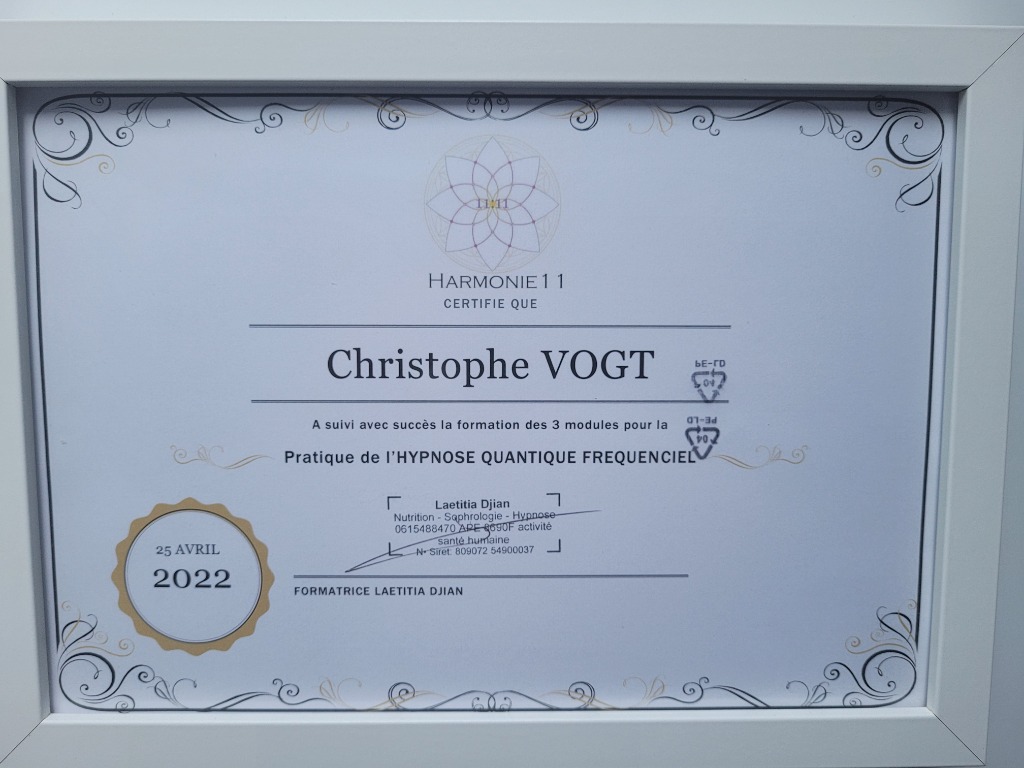 11:11
HARMONIE11
CERTIFIE QUE
Christophe VOGT
PE-LD
04
A suivi avec succès la formation des 3 modules pour la
PE-LD
04
Pratique de l'HYPNOSE QUANTIQUE FREQUENCIEL
Laetitia Djian
Nutrition - Sophrologie - Hypnose
0615488470 APE 8690F activité
santé humaine
N• Siret: 809072 54900037
25 AVRIL
2022
FORMATRICE LAETITIA DJIAN